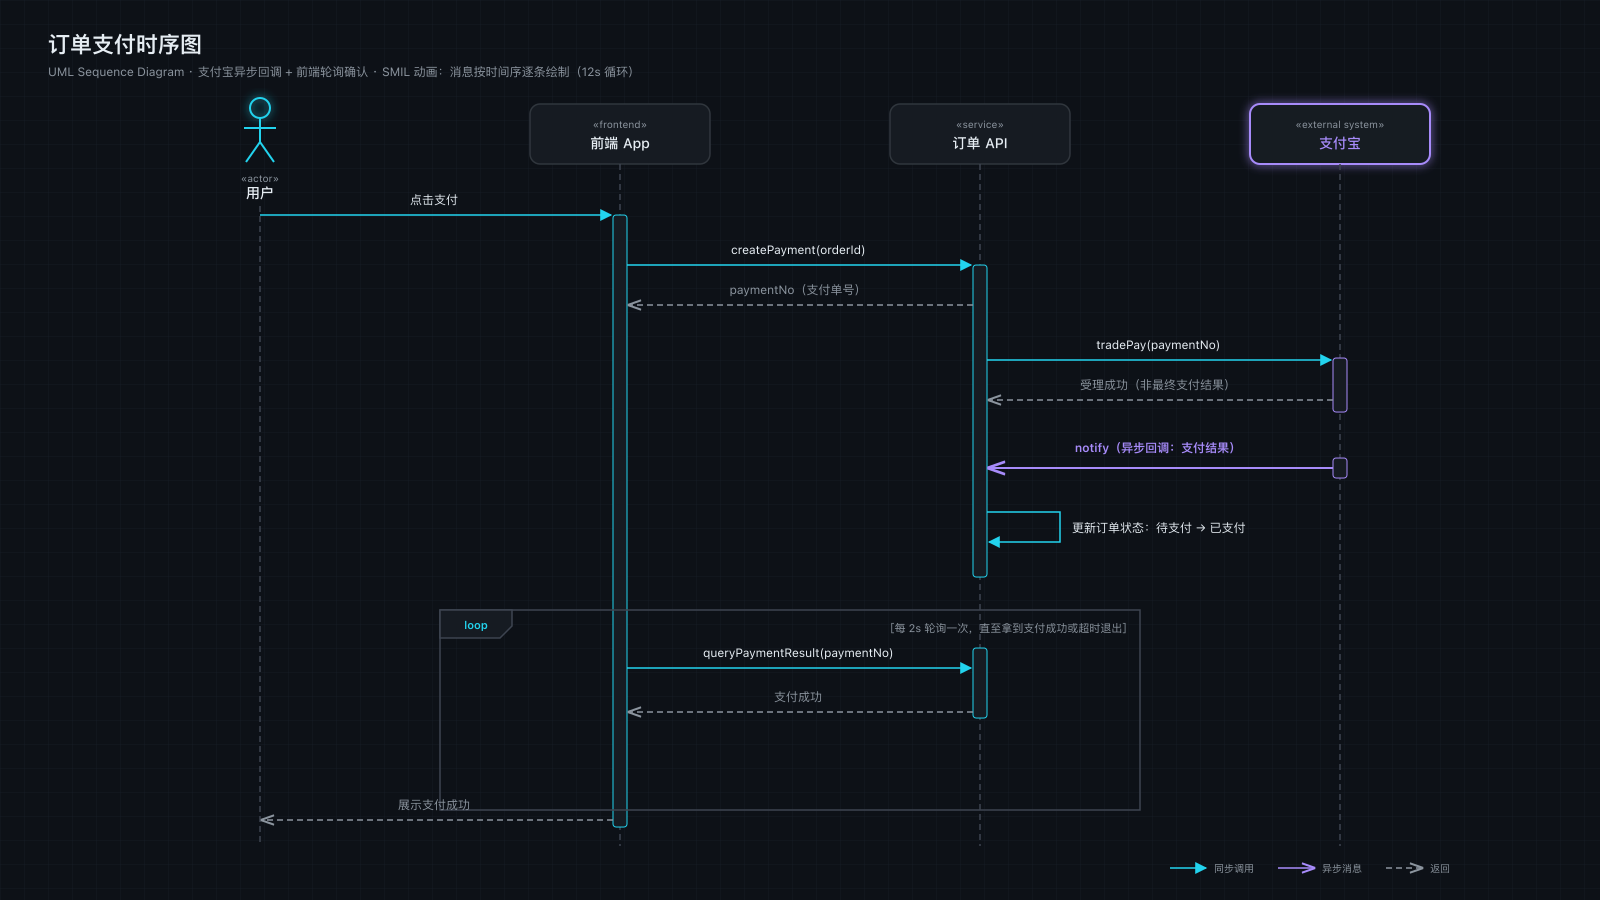 订单支付时序图
UML Sequence Diagram · 支付宝异步回调 + 前端轮询确认 · SMIL 动画：消息按时间序逐条绘制（12s 循环）
«actor»
用户
«frontend»
前端 App
«service»
订单 API
«external system»
支付宝
点击支付
createPayment(orderId)
paymentNo（支付单号）
tradePay(paymentNo)
受理成功（非最终支付结果）
notify（异步回调：支付结果）
更新订单状态：待支付 → 已支付
loop
［每 2s 轮询一次，直至拿到支付成功或超时退出］
queryPaymentResult(paymentNo)
支付成功
展示支付成功
同步调用
异步消息
返回